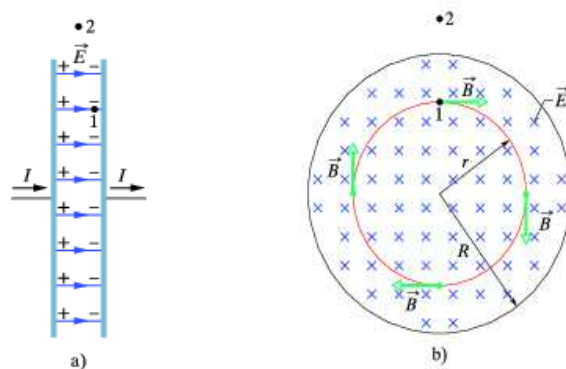 •2
E
+ –
+ –
1
+ –
+ –
I I
+ –
+ –
+ –
+ –
a)
•2
B
1
E
r
B
B
R
B
b)